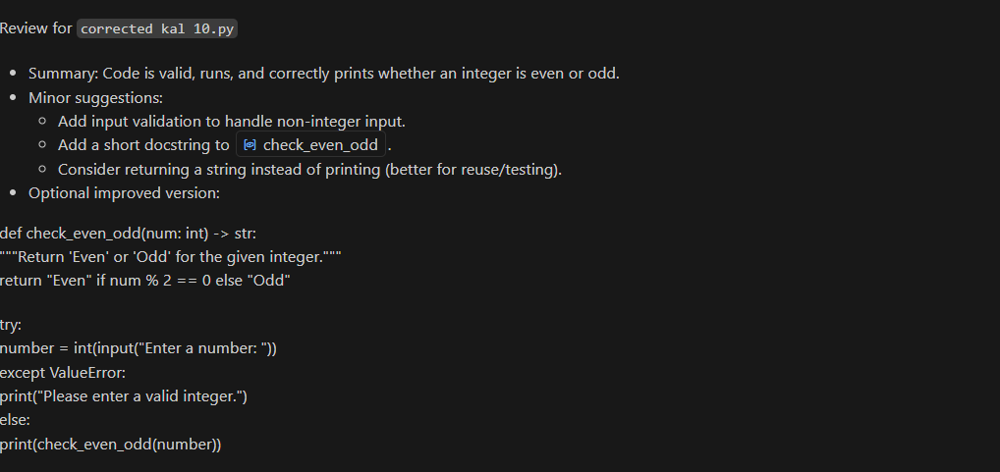 Review for corrected kal 10.py
Summary: Code is valid, runs, and correctly prints whether an integer is even or odd.
Minor suggestions:
Add input validation to handle non-integer input.
Add a short docstring to check_even_odd.
Consider returning a string instead of printing (better for reuse/testing).
Optional improved version:
def check_even_odd(num: int) -> str:
"""Return 'Even' or 'Odd' for the given integer."""
return "Even" if num % 2 == 0 else "Odd"
try:
number = int(input("Enter a number: "))
except ValueError:
print("Please enter a valid integer.")
else:
print(check_even_odd(number))